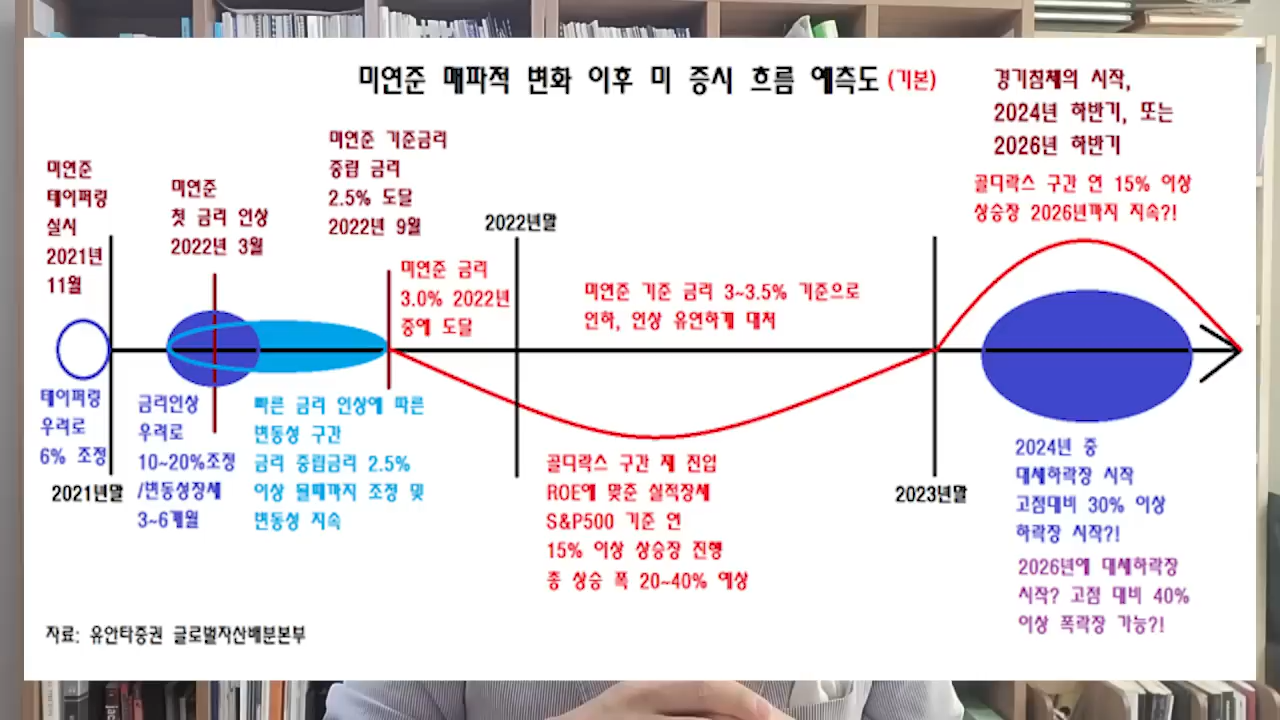 미연준 매파적 변화 이후 미 증시 흐름 예측도 (기본)
경기침체의 시작,
2024년 하반기, 또는
2026년 하반기
골디락스 구간 연 15% 이상
상승장 2026년까지 지속?!
미연준
테이퍼링
실시
2021년
11월
미연준
첫 금리 인상
2022년 3월
미연준 기준금리
중립 금리
2.5% 도달
2022년 9월
2022년말
미연준 금리
3.0% 2022년
중에 도달
미연준 기준 금리 3~3.5% 기준으로
인하, 인상 유연하게 대처
테이퍼링
우려로
6% 조정
2021년말
금리인상
우려로
10~20%조정
/변동성장세
3~6개월
빠른 금리 인상에 따른
변동성 구간
금리 중립금리 2.5%
이상 될때까지 조정 및
변동성 지속
골디락스 구간 재 진입
ROE에 맞춘 실적장세
S&P500 기준 연
15% 이상 상승장 진행
총 상승 폭 20~40% 예상
2023년말
2024년 중
대세하락장 시작
고점대비 30% 이상
하락장 시작?!
2026년에 대세하락장
시작? 고점 대비 40%
이상 폭락장 가능?!
자료: 유안타증권 글로벌자산배분본부